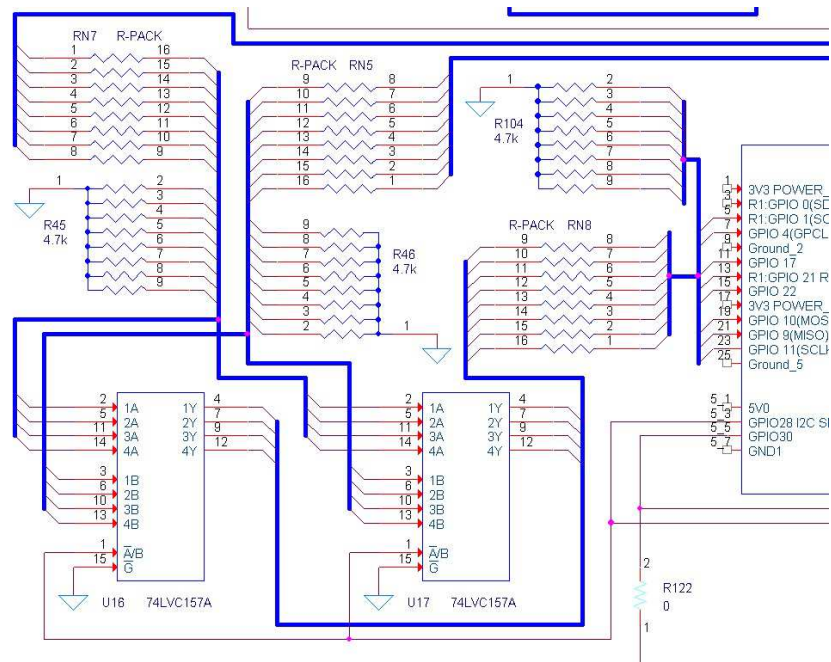 RN7 R-PACK
1 16
2 15
3 14
4 13
5 12
6 11
7 10
8 9
R-PACK RN5
9 8
10 7
11 6
12 5
13 4
14 3
15 2
16 1
1 2
3
4
R104 5
4.7k 6
7
8
9
1 2
3
4
R45 5
4.7k 6
7
8
9
9
8
7
R46 6
4.7k 5
4
3
2 1
R-PACK RN8
9 8
10 7
11 6
12 5
13 4
14 3
15 2
16 1
1 3V3 POWER_
3 R1:GPIO 0(SD
5 R1:GPIO 1(SC
7 GPIO 4(GPCL
9 Ground_2
11 GPIO 17
13 R1:GPIO 21 R
15 GPIO 22
17 3V3 POWER_
19 GPIO 10(MOS
21 GPIO 9(MISO)
23 GPIO 11(SCLK
25 Ground_5
5_1 5V0
5_3 GPIO28 I2C S
5_5 GPIO30
5_7 GND1
2 1A 1Y 4
5 2A 2Y 7
11 3A 3Y 9
14 4A 4Y 12
3 1B
6 2B
10 3B
13 4B
1 A̅/B
15 G̅
U16 74LVC157A
2 1A 1Y 4
5 2A 2Y 7
11 3A 3Y 9
14 4A 4Y 12
3 1B
6 2B
10 3B
13 4B
1 A̅/B
15 G̅
U17 74LVC157A
2
R122
0
1